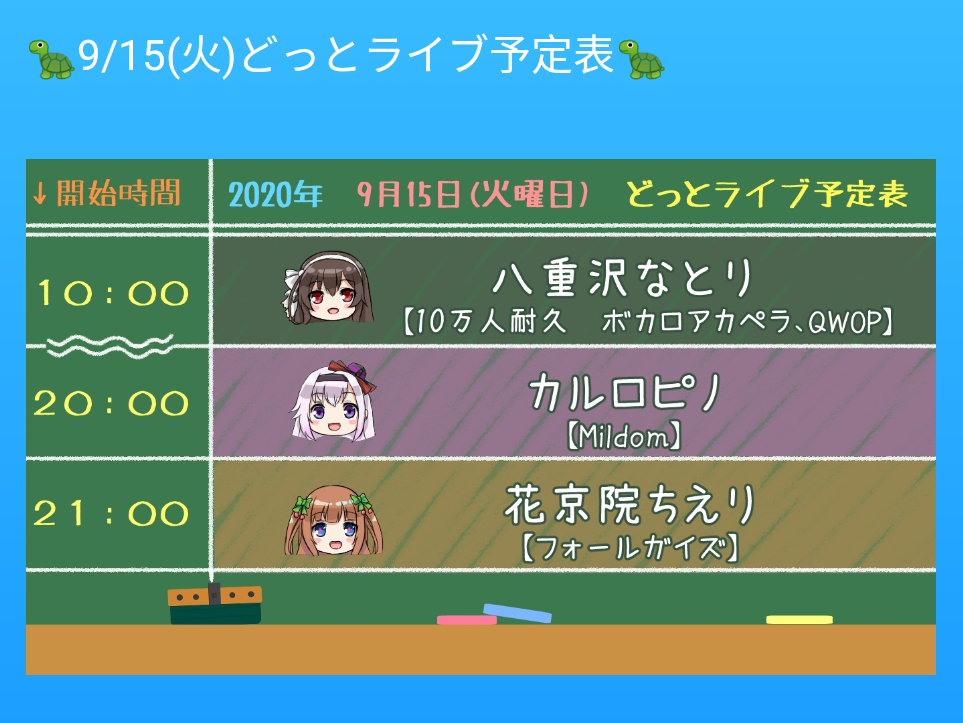 🐢9/15(火)どっとライブ予定表🐢
↓開始時間 2020年 9月15日(火曜日) どっとライブ予定表
10:00 八重沢なとり
【10万人耐久 ボカロアカペラ、QWOP】
20:00 カルロピノ
【Mildom】
21:00 花京院ちえり
【フォールガイズ】